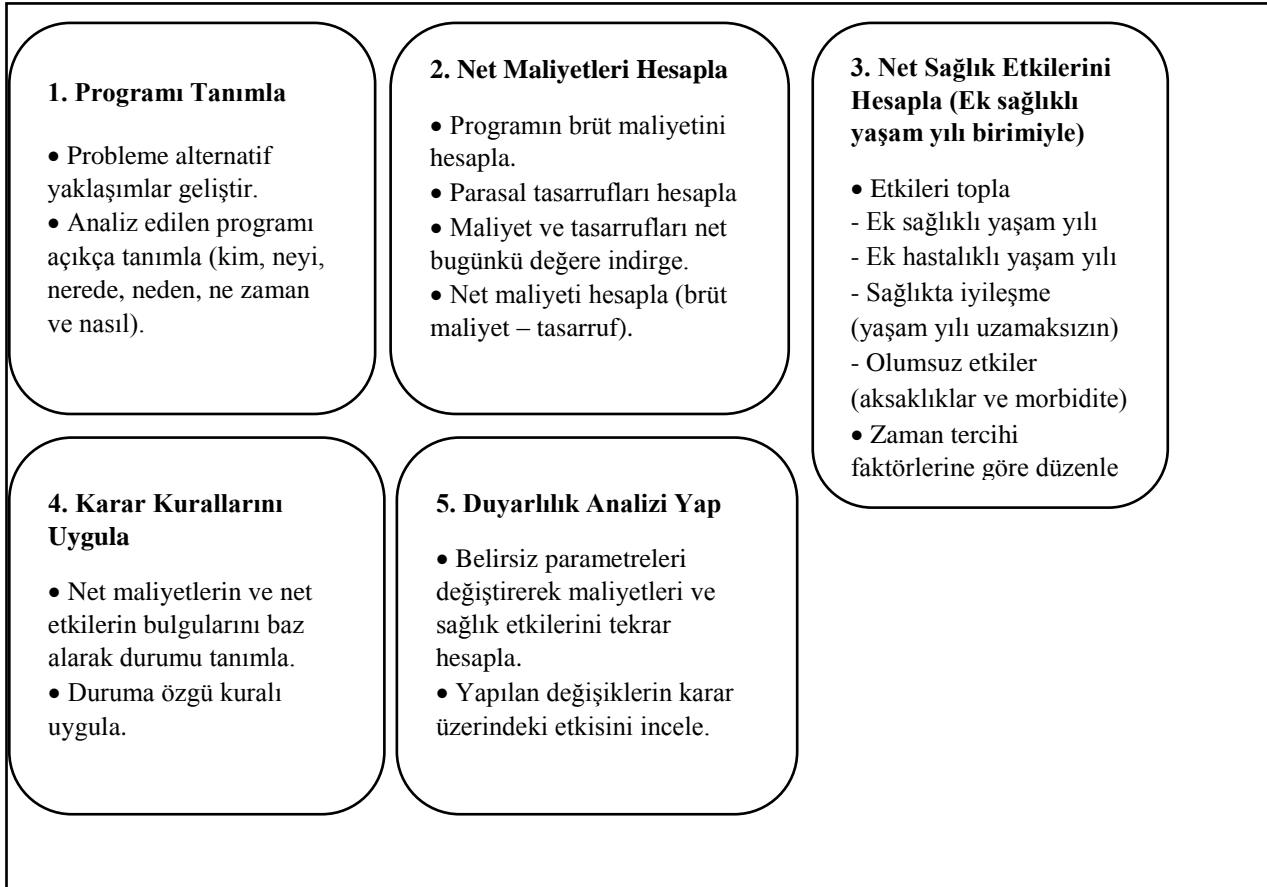 1. Programı Tanımla
• Probleme alternatif
yaklaşımlar geliştir.
• Analiz edilen programı
açıkça tanımla (kim, neyi,
nerede, neden, ne zaman
ve nasıl).
2. Net Maliyetleri Hesapla
• Programın brüt maliyetini
hesapla.
• Parasal tasarrufları hesapla
• Maliyet ve tasarrufları net
bugünkü değere indirge.
• Net maliyeti hesapla (brüt
maliyet – tasarruf).
3. Net Sağlık Etkilerini
Hesapla (Ek sağlıklı
yaşam yılı birimiyle)
• Etkileri topla
- Ek sağlıklı yaşam yılı
- Ek hastalıklı yaşam yılı
- Sağlıkta iyileşme
(yaşam yılı uzamaksızın)
- Olumsuz etkiler
(aksaklıklar ve morbidite)
• Zaman tercihi
faktörlerine göre düzenle
4. Karar Kurallarını
Uygula
• Net maliyetlerin ve net
etkilerin bulgularını baz
alarak durumu tanımla.
• Duruma özgü kuralı
uygula.
5. Duyarlılık Analizi Yap
• Belirsiz parametreleri
değiştirerek maliyetleri ve
sağlık etkilerini tekrar
hesapla.
• Yapılan değişiklerin karar
üzerindeki etkisini incele.